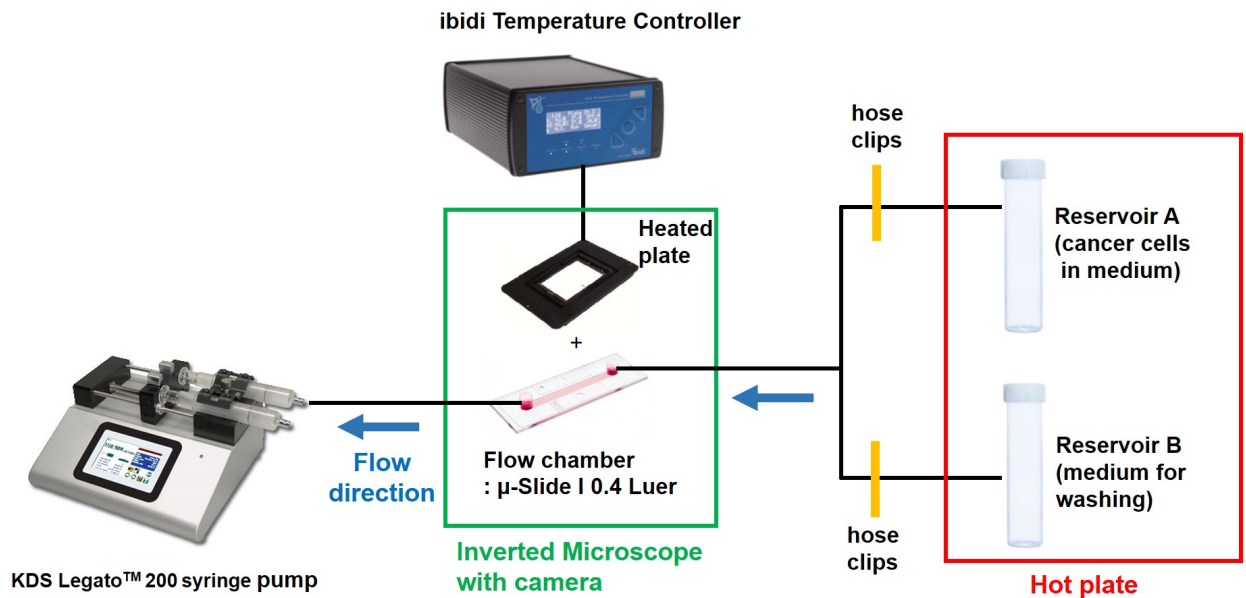 ibidi Temperature Controller
hose
clips
Heated
plate
Reservoir A
(cancer cells
in medium)
+
Flow
direction
Flow chamber
: µ-Slide I 0.4 Luer
Reservoir B
(medium for
washing)
hose
clips
Inverted Microscope
with camera
KDS Legato™ 200 syringe pump
Hot plate